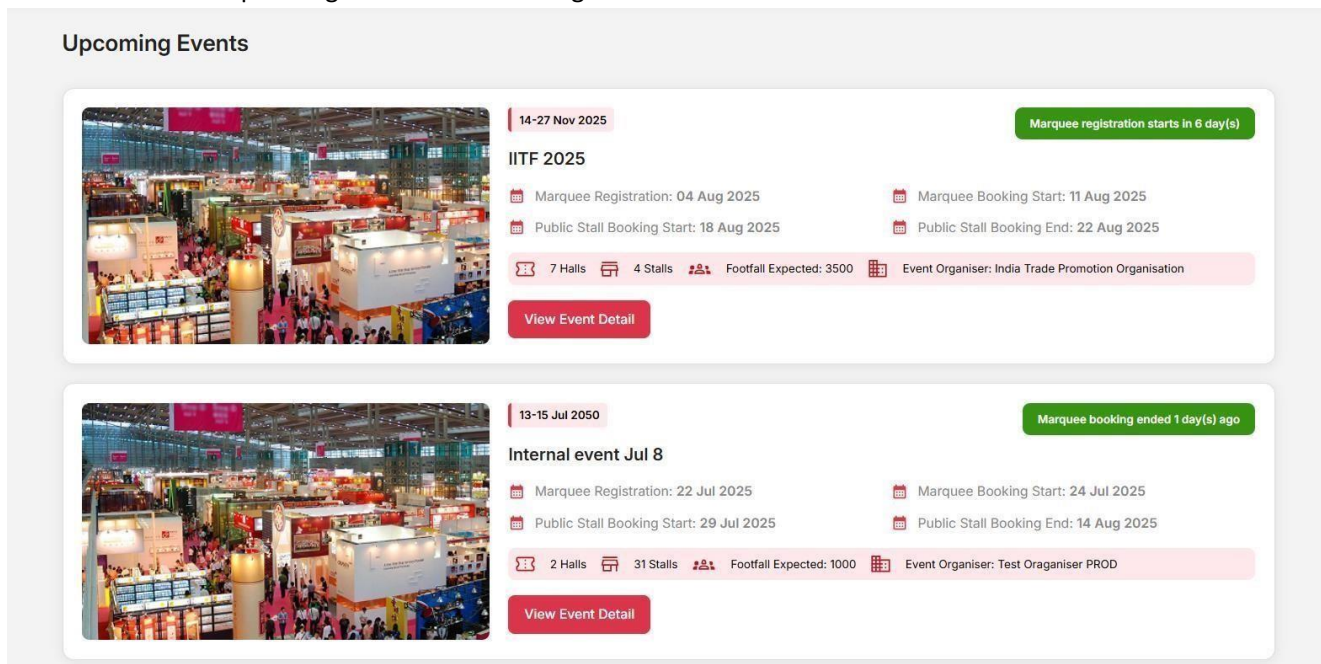 Upcoming Events
14-27 Nov 2025
Marquee registration starts in 6 day(s)
IITF 2025
Marquee Registration: 04 Aug 2025
Marquee Booking Start: 11 Aug 2025
Public Stall Booking Start: 18 Aug 2025
Public Stall Booking End: 22 Aug 2025
7 Halls 4 Stalls Footfall Expected: 3500 Event Organiser: India Trade Promotion Organisation
View Event Detail
13-15 Jul 2050
Marquee booking ended 1 day(s) ago
Internal event Jul 8
Marquee Registration: 22 Jul 2025
Marquee Booking Start: 24 Jul 2025
Public Stall Booking Start: 29 Jul 2025
Public Stall Booking End: 14 Aug 2025
2 Halls 31 Stalls Footfall Expected: 1000 Event Organiser: Test Oraganiser PROD
View Event Detail